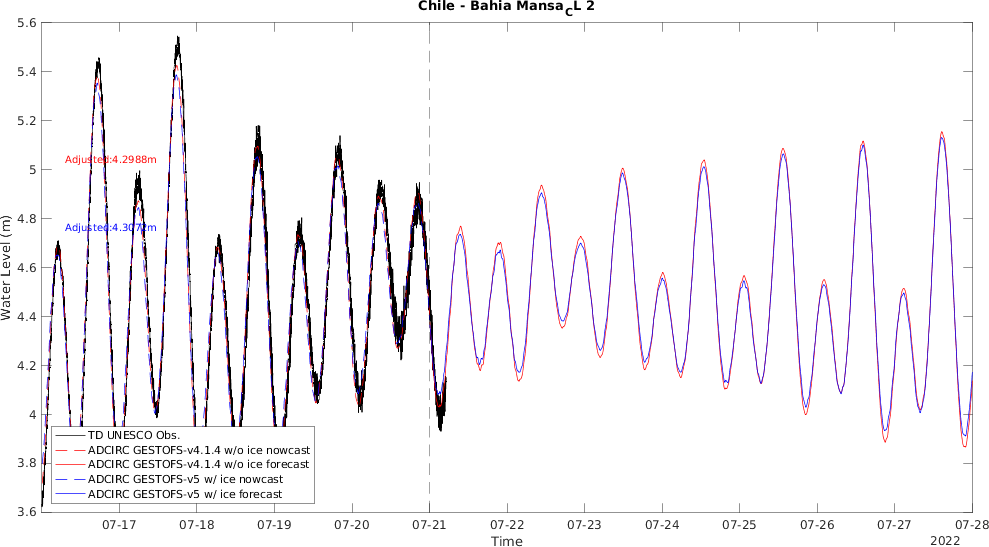 Chile - Bahia Mansa_CL 2
5.6
5.4
5.2
5
4.8
4.6
4.4
4.2
4
3.8
3.6
Water Level (m)
Adjusted:4.2988m
Adjusted:4.3072m
TD UNESCO Obs.
ADCIRC GESTOFS-v4.1.4 w/o ice nowcast
ADCIRC GESTOFS-v4.1.4 w/o ice forecast
ADCIRC GESTOFS-v5 w/ ice nowcast
ADCIRC GESTOFS-v5 w/ ice forecast
07-17 07-18 07-19 07-20 07-21 07-22 07-23 07-24 07-25 07-26 07-27 07-28
Time
2022